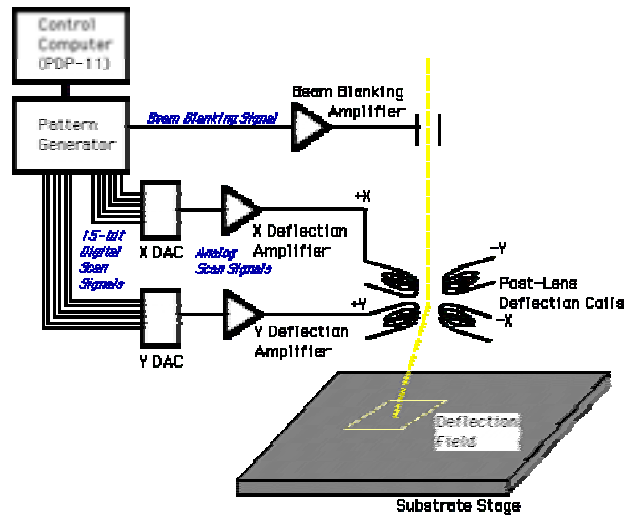 Control
Computer
(PDP-11)
Pattern
Generator
Beam Blanking Signal
Beam Blanking
Amplifier
+X
15-bit
Digital
Scan
Signals
X DAC
Analog
Scan Signals
X Deflection
Amplifier
-Y
Post-Lens
Deflection Coils
+Y
-X
Y DAC
Y Deflection
Amplifier
Deflection
Field
Substrate Stage